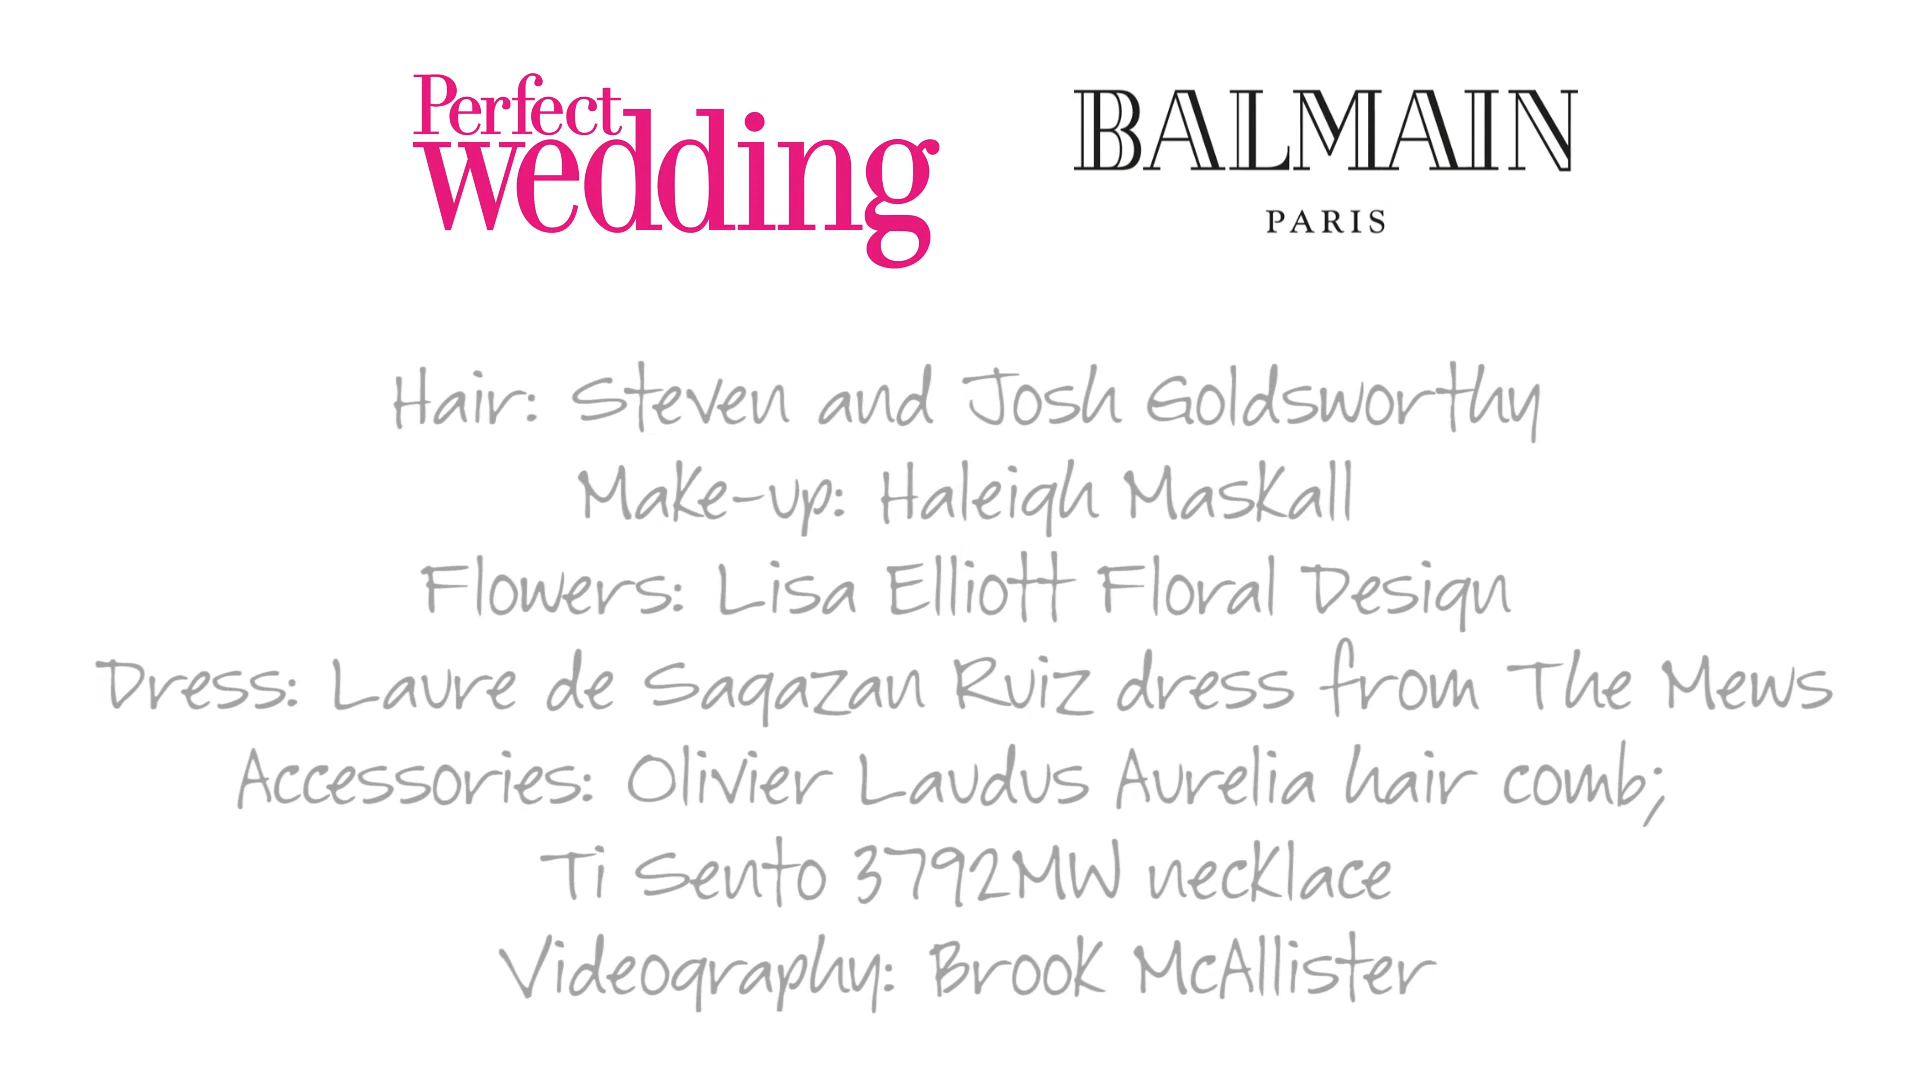 Perfect
wedding
BALMAIN
PARIS
Hair: Steven and Josh Goldsworthy
Make-up: Haleigh Maskall
Flowers: Lisa Elliott Floral Design
Dress: Laure de Sagazan Ruiz dress from The Mews
Accessories: Olivier Laudus Aurelia hair comb;
Ti Sento 3792MW necklace
Videography: Brook McAllister